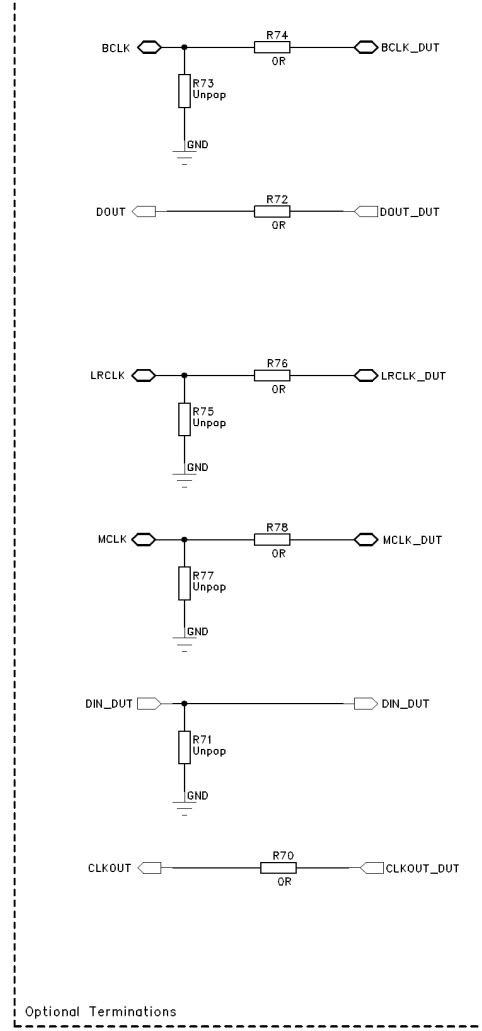 R74
BCLK BCLK_DUT
0R
R73
Unpop
GND
R72
DOUT DOUT_DUT
0R
R76
LRCLK LRCLK_DUT
0R
R75
Unpop
GND
R78
MCLK MCLK_DUT
0R
R77
Unpop
GND
DIN_DUT DIN_DUT
R71
Unpop
GND
R70
CLKOUT CLKOUT_DUT
0R
Optional Terminations